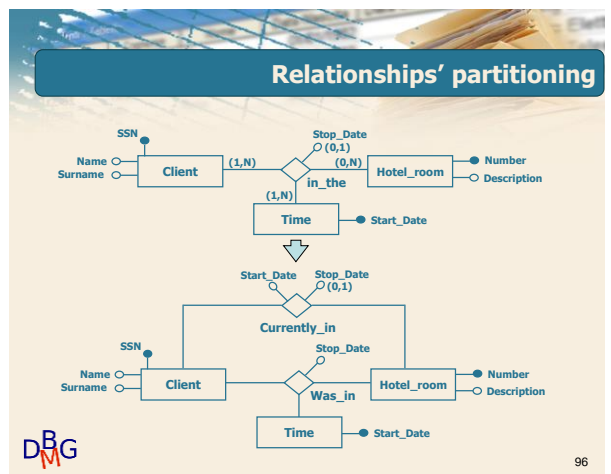 Relationships’ partitioning
SSN
Stop_Date
(0,1)
Name
Surname
Client
(1,N)
(0,N)
in_the
Hotel_room
Number
Description
(1,N)
Time
Start_Date
Start_Date
Stop_Date
(0,1)
Currently_in
SSN
Stop_Date
Name
Surname
Client
Was_in
Hotel_room
Number
Description
Time
Start_Date
DBMG
96